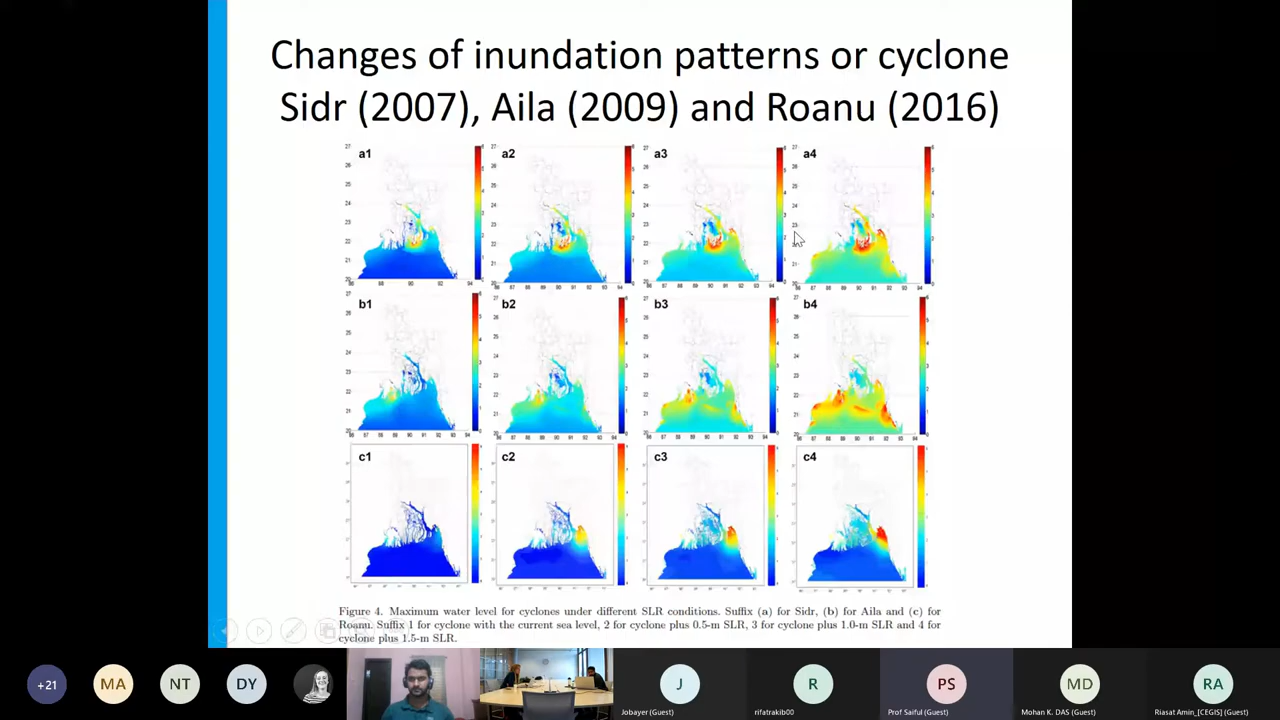 Changes of inundation patterns or cyclone
Sidr (2007), Aila (2009) and Roanu (2016)
a1
a2
a3
a4
b1
b2
b3
b4
c1
c2
c3
c4
Figure 4. Maximum water level for cyclones under different SLR conditions. Suffix (a) for Sidr, (b) for Aila and (c) for
Roanu. Suffix 1 for cyclone with the current sea level, 2 for cyclone plus 0.5-m SLR, 3 for cyclone plus 1.0-m SLR and 4 for
cyclone plus 1.5-m SLR.
+21
MA
NT
DY
J
Jobayer (Guest)
R
rifatrakib00
PS
Prof Saiful (Guest)
MD
Mohan K. DAS (Guest)
RA
Riasat Amin_[CEGIS] (Guest)